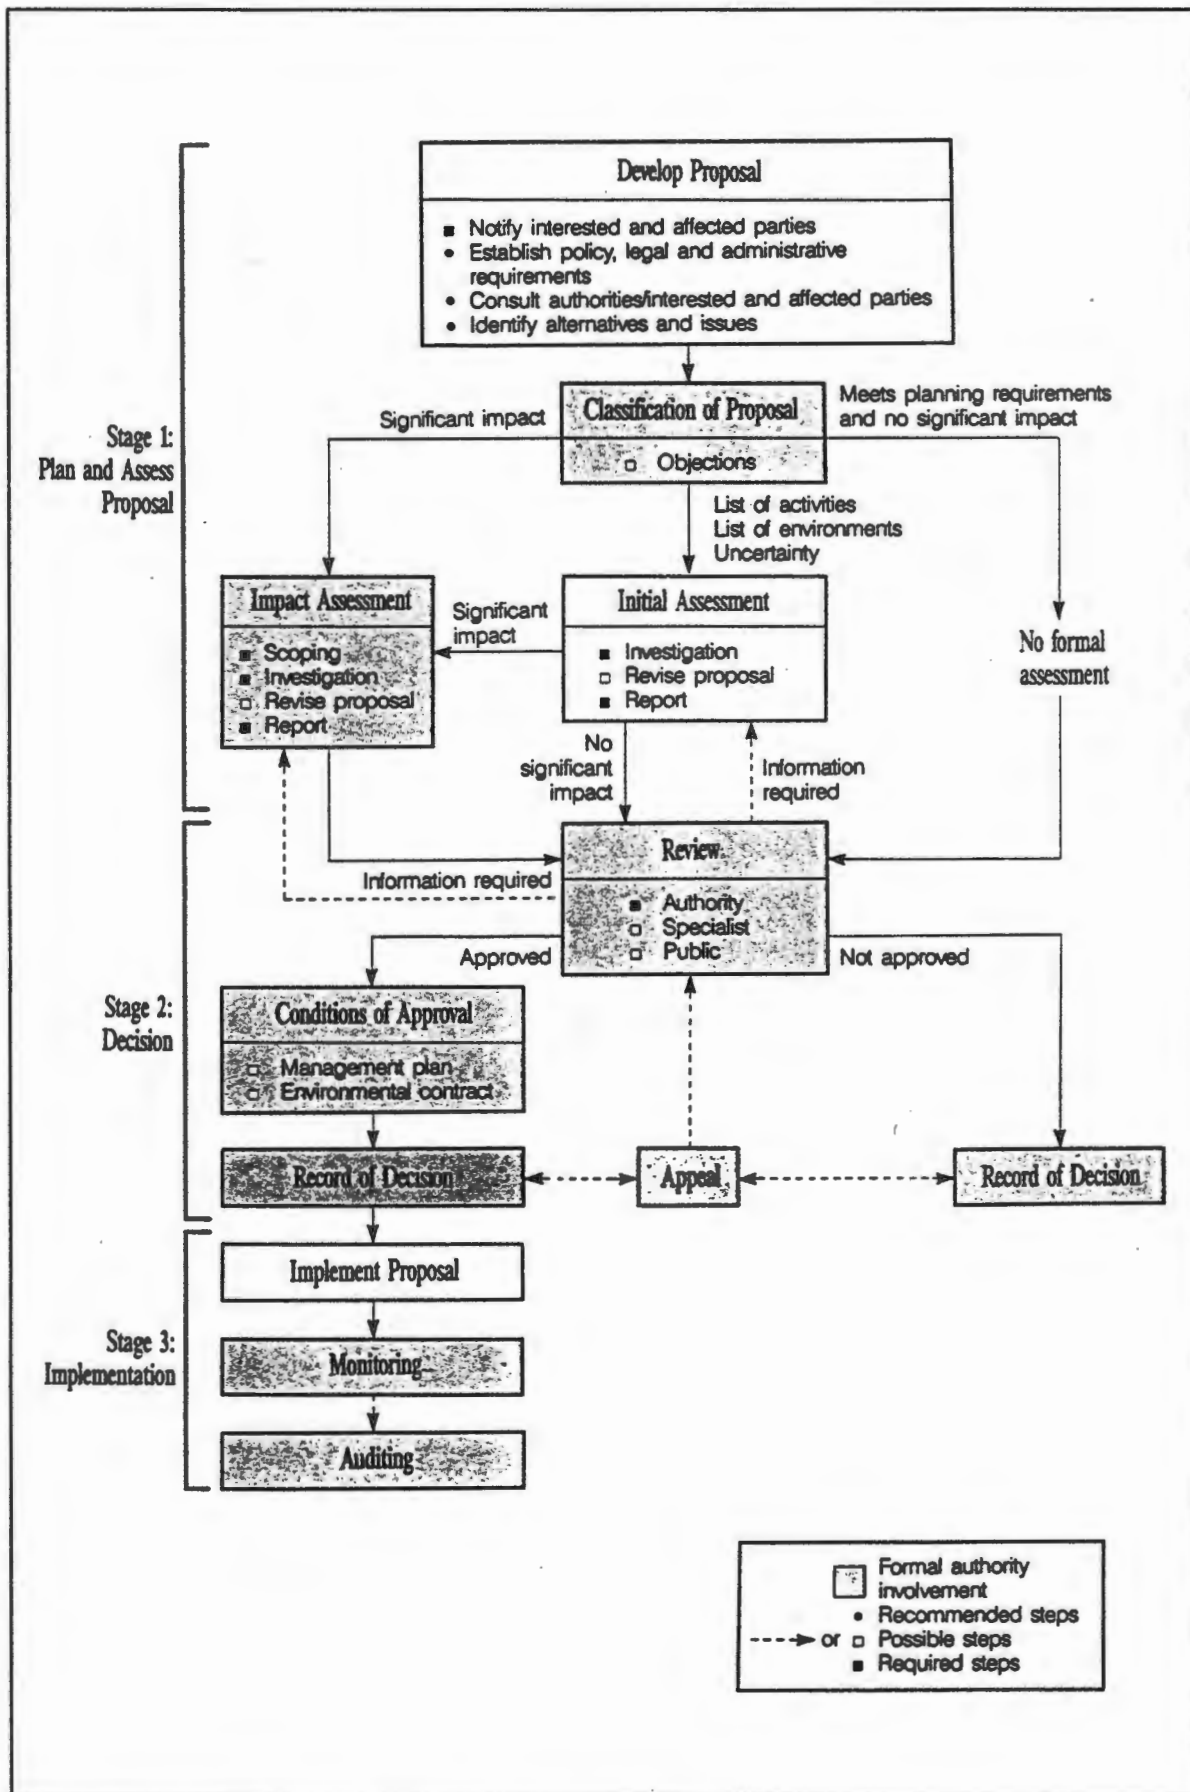 Develop Proposal
■ Notify interested and affected parties
• Establish policy, legal and administrative
requirements
• Consult authorities/interested and affected parties
• Identify alternatives and issues
Stage 1:
Plan and Assess
Proposal
Significant impact
Classification of Proposal
□ Objections
Meets planning requirements
and no significant impact
List of activities
List of environments
Uncertainty
Impact Assessment
■ Scoping
■ Investigation
□ Revise proposal
■ Report
Significant
impact
Initial Assessment
■ Investigation
□ Revise proposal
■ Report
No formal
assessment
No
significant
impact
Information
required
Review
■ Authority
□ Specialist
□ Public
Information required
Approved
Not approved
Stage 2:
Decision
Conditions of Approval
□ Management plan
□ Environmental contract
Record of Decision
Appeal
Record of Decision
Stage 3:
Implementation
Implement Proposal
Monitoring
Auditing
Formal authority
involvement
• Recommended steps
or □ Possible steps
■ Required steps